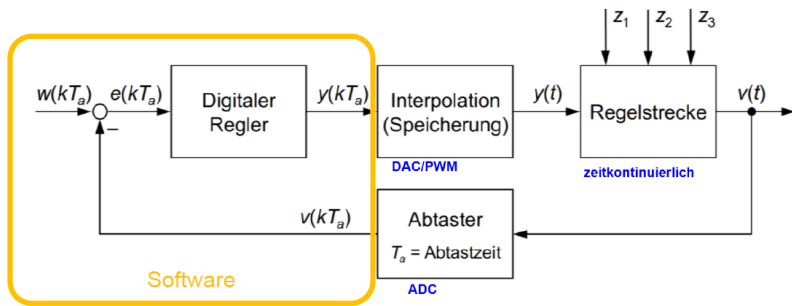 z1 z2 z3
w(kTa) e(kTa)
Digitaler
Regler
y(kTa)
Interpolation
(Speicherung)
y(t)
Regelstrecke
v(t)
–
DAC/PWM
zeitkontinuierlich
v(kTa)
Abtaster
Ta = Abtastzeit
Software
ADC